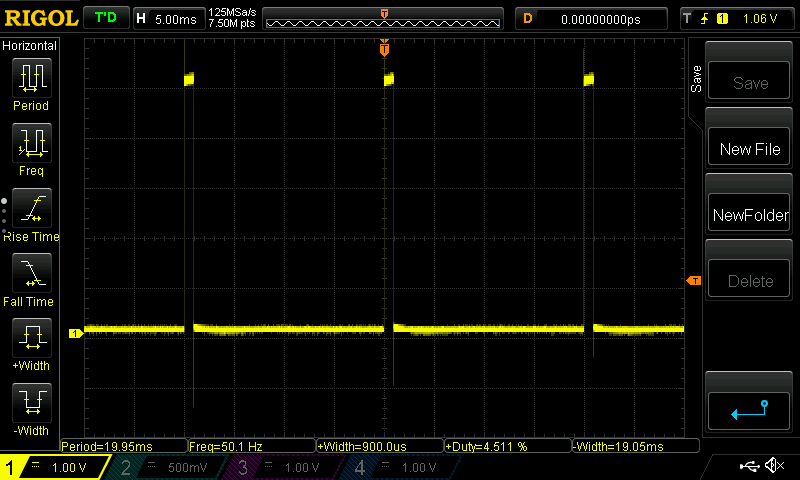 RIGOL T'D H 5.00ms 125MSa/s D 0.00000000ps T 1 1.06 V
7.50M pts
T
Horizontal
Period
Freq
Rise Time
Fall Time
+Width
-Width
T
T
1
Save
Save
New File
NewFolder
Delete
Period=19.95ms Freq=50.1 Hz +Width=900.0us +Duty=4.511 % -Width=19.05ms
1 1.00 V 2 500mV 3 1.00 V 4 1.00 V